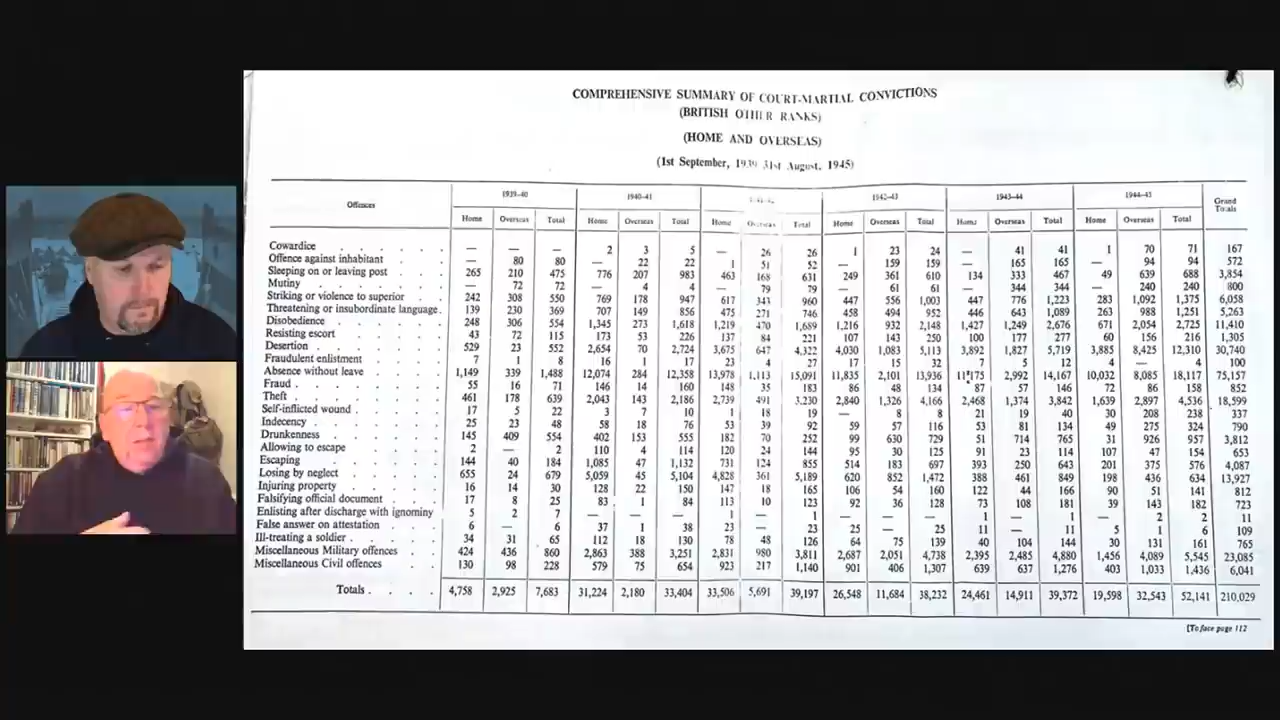 COMPREHENSIVE SUMMARY OF COURT-MARTIAL CONVICTIONS
(BRITISH OTHER RANKS)
(HOME AND OVERSEAS)
(1st September, 1939 31st August, 1945)
Offences 1939–40 1940–41 1941–42 1942–43 1943–44 1944–45 Grand Totals
Home Overseas Total Home Overseas Total Home Overseas Total Home Overseas Total Home Overseas Total Home Overseas Total
Cowardice — — — 2 3 5 — 26 26 1 23 24 — 41 41 1 70 71 167
Offence against inhabitant — 80 80 — 22 22 1 51 52 — 159 159 — 165 165 — 94 94 572
Sleeping on or leaving post 265 210 475 776 207 983 463 168 631 249 361 610 134 333 467 49 639 688 3,854
Mutiny — 72 72 — 4 4 — 79 79 — 61 61 — 344 344 — 240 240 800
Striking or violence to superior 242 308 550 769 178 947 617 343 960 447 556 1,003 447 776 1,223 283 1,092 1,375 6,058
Threatening or insubordinate language 139 230 369 707 149 856 475 271 746 458 494 952 446 643 1,089 263 988 1,251 5,263
Disobedience 248 306 554 1,345 273 1,618 1,219 470 1,689 1,216 932 2,148 1,427 1,249 2,676 671 2,054 2,725 11,410
Resisting escort 43 72 115 173 53 226 137 84 221 107 143 250 100 177 277 60 156 216 1,305
Desertion 529 23 552 2,654 70 2,724 3,675 647 4,322 4,030 1,083 5,113 3,892 1,827 5,719 3,885 8,425 12,310 30,740
Fraudulent enlistment 7 1 8 16 1 17 23 4 27 17 15 32 7 5 12 4 — 4 100
Absence without leave 1,149 339 1,488 12,074 284 12,358 13,978 1,113 15,091 11,835 2,101 13,936 11,175 2,992 14,167 10,032 8,085 18,117 75,157
Fraud 55 16 71 146 14 160 148 35 183 86 48 134 87 57 146 72 86 158 852
Theft 461 178 639 2,043 143 2,186 2,739 491 3,230 2,840 1,326 4,166 2,468 1,374 3,842 1,639 2,897 4,536 18,599
Self-inflicted wound 17 5 22 3 7 10 1 18 19 — 8 8 21 19 40 30 208 238 337
Indecency 25 23 48 58 18 76 53 39 92 59 57 116 53 81 134 49 275 324 790
Drunkenness 145 409 554 402 153 555 182 70 252 99 630 729 51 714 765 31 926 957 3,812
Allowing to escape 2 — 2 110 4 114 120 24 144 95 30 125 91 23 114 107 47 154 653
Escaping 144 40 184 1,085 47 1,132 731 124 855 514 183 697 393 250 643 201 375 576 4,087
Losing by neglect 655 24 679 5,059 45 5,104 4,828 361 5,189 620 852 1,472 388 461 849 198 436 634 13,927
Injuring property 16 14 30 128 22 150 147 18 165 106 54 160 122 44 166 90 51 141 812
Falsifying official document 17 8 25 83 1 84 113 10 123 92 36 128 73 108 181 39 143 182 723
Enlisting after discharge with ignominy 5 2 7 — — — 1 — 1 — — — 1 — 1 — 2 2 11
False answer on attestation 6 — 6 37 1 38 23 — 23 25 — 25 11 — 11 5 1 6 109
Ill-treating a soldier 34 31 65 112 18 130 78 48 126 64 75 139 40 104 144 30 131 161 765
Miscellaneous Military offences 424 436 860 2,863 388 3,251 2,831 980 3,811 2,687 2,051 4,738 2,395 2,485 4,880 1,456 4,089 5,545 23,085
Miscellaneous Civil offences 130 98 228 579 75 654 923 217 1,140 901 406 1,307 639 637 1,276 403 1,033 1,436 6,041
Totals 4,758 2,925 7,683 31,224 2,180 33,404 33,506 5,691 39,197 26,548 11,684 38,232 24,461 14,911 39,372 19,598 32,543 52,141 210,029
[To face page 112